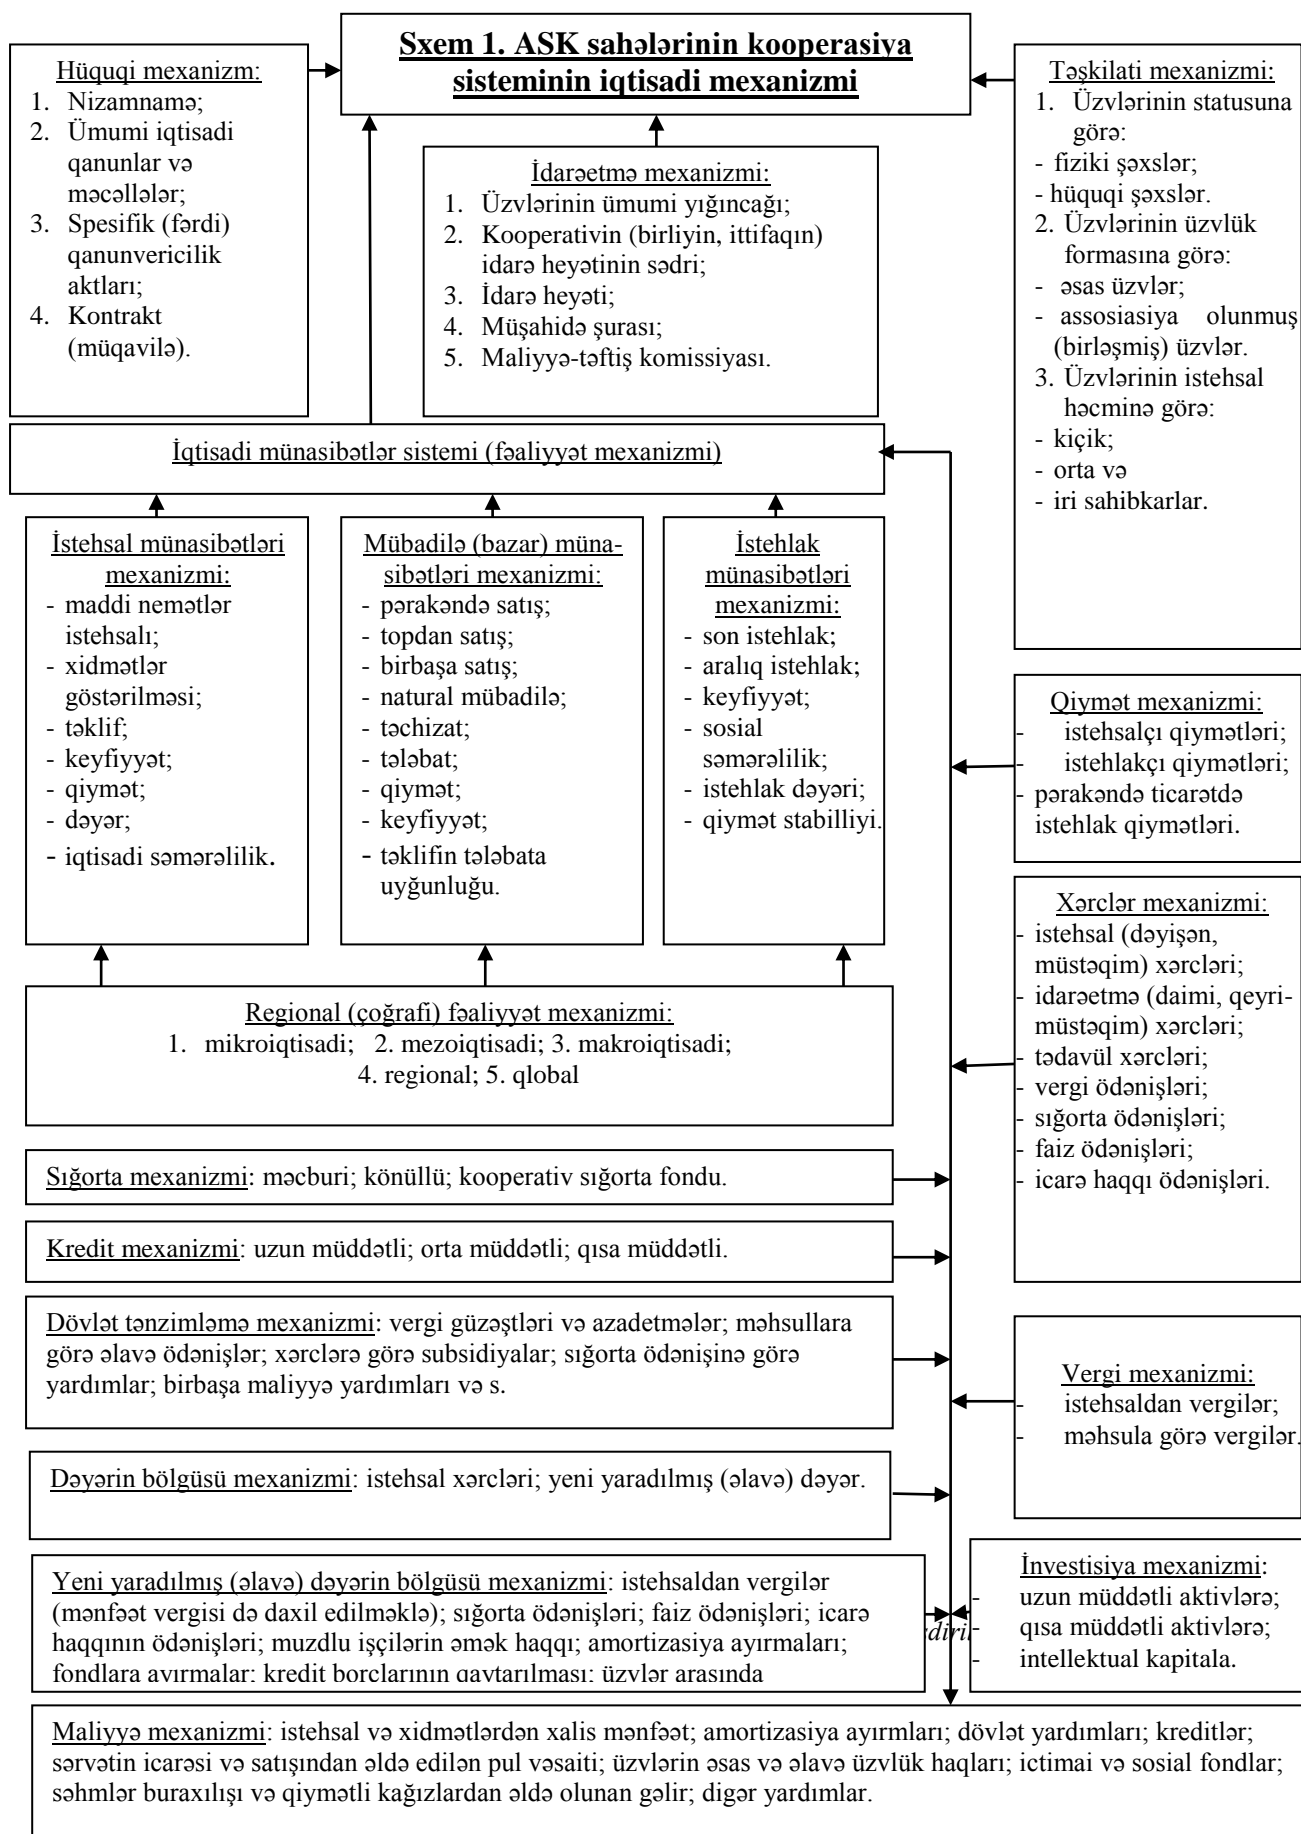 Sxem 1. ASK sahələrinin kooperasiya
sisteminin iqtisadi mexanizmi
Hüquqi mexanizm:
1. Nizamnamə;
2. Ümumi iqtisadi
qanunlar və
məcəllələr;
3. Spesifik (fərdi)
qanunvericilik
aktları;
4. Kontrakt
(müqavilə).
İdarəetmə mexanizmi:
1. Üzvlərinin ümumi yığıncağı;
2. Kooperativin (birliyin, ittifaqın)
idarə heyətinin sədri;
3. İdarə heyəti;
4. Müşahidə şurası;
5. Maliyyə-təftiş komissiyası.
Təşkilati mexanizmi:
1. Üzvlərinin statusuna
görə:
- fiziki şəxslər;
- hüquqi şəxslər.
2. Üzvlərinin üzvlük
formasına görə:
- əsas üzvlər;
- assosiasiya olunmuş
(birləşmiş) üzvlər.
3. Üzvlərinin istehsal
həcminə görə:
- kiçik;
- orta və
- iri sahibkarlar.
İqtisadi münasibətlər sistemi (fəaliyyət mexanizmi)
İstehsal münasibətləri
mexanizmi:
- maddi nemətlər
istehsalı;
- xidmətlər
göstərilməsi;
- təklif;
- keyfiyyət;
- qiymət;
- dəyər;
- iqtisadi səmərəlilik.
Mübadilə (bazar) müna-
sibətləri mexanizmi:
- pərakəndə satış;
- topdan satış;
- birbaşa satış;
- natural mübadilə;
- təchizat;
- tələbat;
- qiymət;
- keyfiyyət;
- təklifin tələbata
uyğunluğu.
İstehlak
münasibətləri
mexanizmi:
- son istehlak;
- aralıq istehlak;
- keyfiyyət;
- sosial
səmərəlilik;
- istehlak dəyəri;
- qiymət stabilliyi.
Qiymət mexanizmi:
- istehsalçı qiymətləri;
- istehlakçı qiymətləri;
- pərakəndə ticarətdə
istehlak qiymətləri.
Xərclər mexanizmi:
- istehsal (dəyişən,
müstəqim) xərcləri;
- idarəetmə (daimi, qeyri-
müstəqim) xərcləri;
- tədavül xərcləri;
- vergi ödənişləri;
- sığorta ödənişləri;
- faiz ödənişləri;
- icarə haqqı ödənişləri.
Regional (çoğrafi) fəaliyyət mexanizmi:
1. mikroiqtisadi; 2. mezoiqtisadi; 3. makroiqtisadi;
4. regional; 5. qlobal
Sığorta mexanizmi: məcburi; könüllü; kooperativ sığorta fondu.
Kredit mexanizmi: uzun müddətli; orta müddətli; qısa müddətli.
Dövlət tənzimləmə mexanizmi: vergi güzəştləri və azadetmələr; məhsullara
görə əlavə ödənişlər; xərclərə görə subsidiyalar; sığorta ödənişinə görə
yardımlar; birbaşa maliyyə yardımları və s.
Vergi mexanizmi:
- istehsaldan vergilər;
- məhsula görə vergilər.
Dəyərin bölgüsü mexanizmi: istehsal xərcləri; yeni yaradılmış (əlavə) dəyər.
Yeni yaradılmış (əlavə) dəyərin bölgüsü mexanizmi: istehsaldan vergilər
(mənfəət vergisi də daxil edilməklə); sığorta ödənişləri; faiz ödənişləri; icarə
haqqının ödənişləri; muzdlu işçilərin əmək haqqı; amortizasiya ayırmaları;
fondlara ayırmalar; kredit borclarının qaytarılması; üzvlər arasında
İnvestisiya mexanizmi:
- uzun müddətli aktivlərə;
- qısa müddətli aktivlərə;
- intellektual kapitala.
Maliyyə mexanizmi: istehsal və xidmətlərdən xalis mənfəət; amortizasiya ayırmları; dövlət yardımları; kreditlər;
sərvətin icarəsi və satışından əldə edilən pul vəsaiti; üzvlərin əsas və əlavə üzvlük haqları; ictimai və sosial fondlar;
səhmlər buraxılışı və qiymətli kağızlardan əldə olunan gəlir; digər yardımlar.